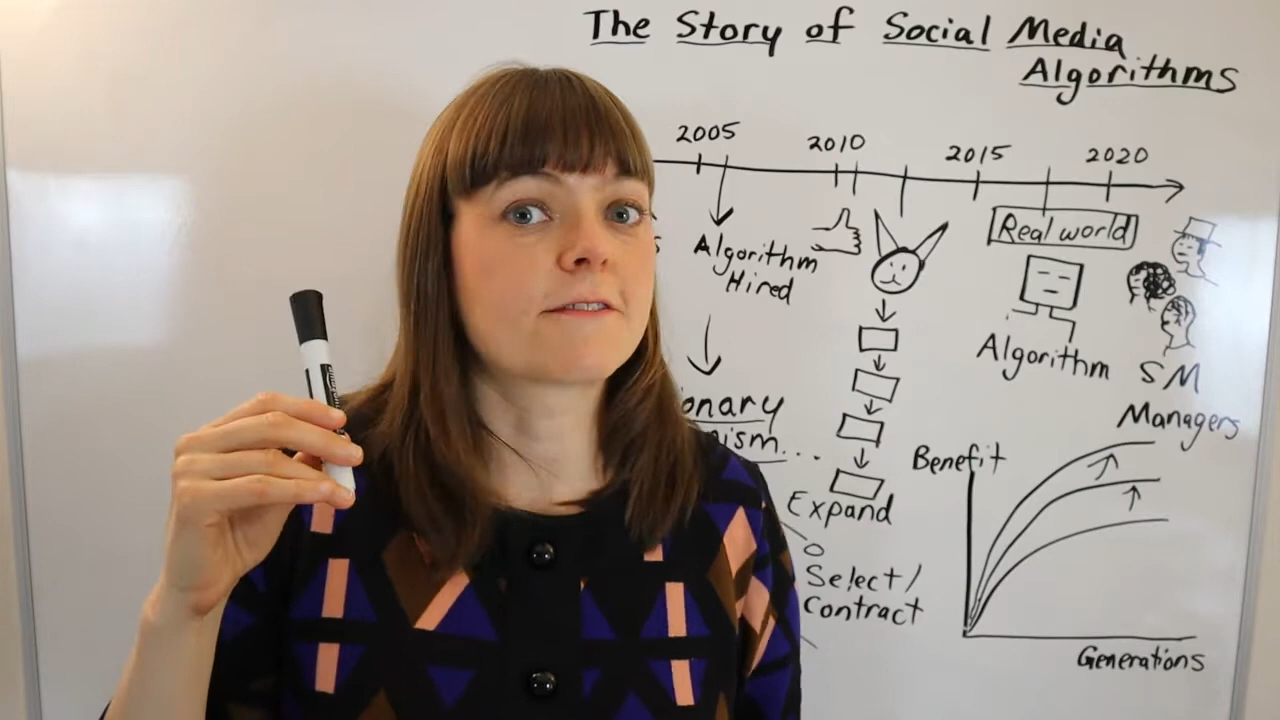 The Story of Social Media
Algorithms
2005 2010 2015 2020
Algorithm
Hired
Real world
Algorithm
SM
Managers
Expand
Select/
Contract
Benefit
Generations